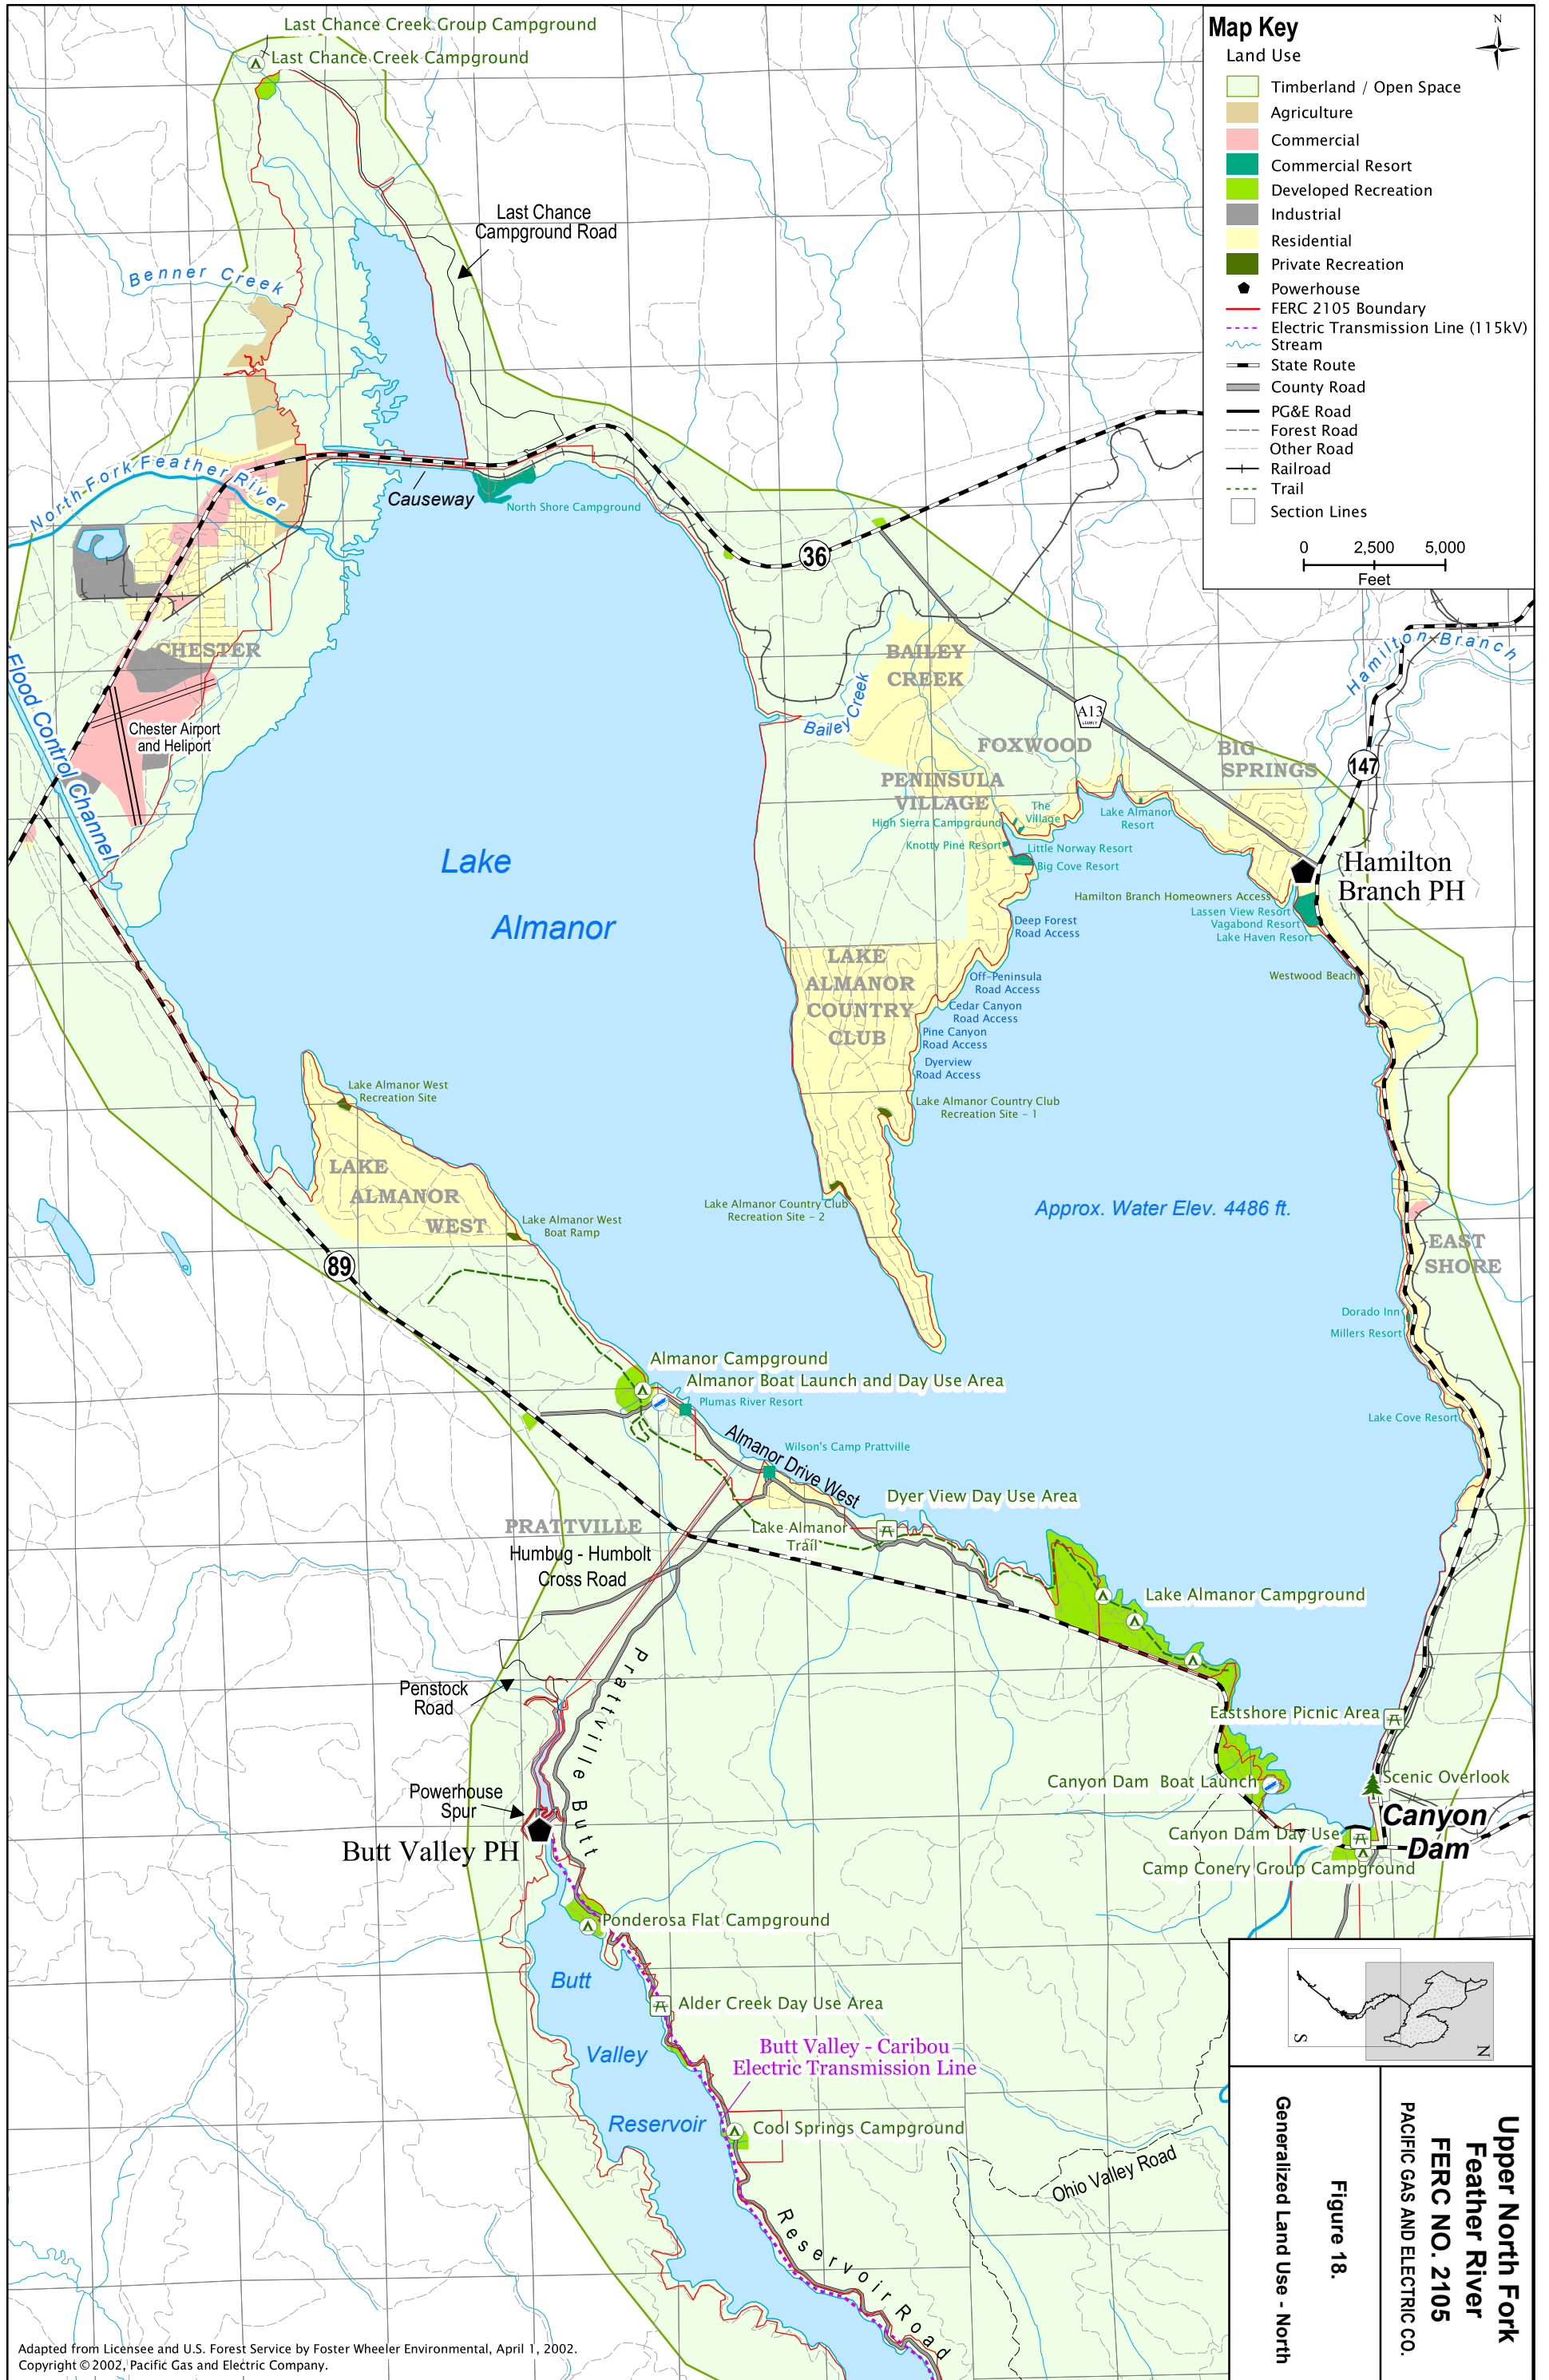 Last Chance Creek Group Campground
Last Chance Creek Campground
Map Key
N
Land Use
Timberland / Open Space
Agriculture
Commercial
Commercial Resort
Developed Recreation
Industrial
Residential
Private Recreation
Powerhouse
FERC 2105 Boundary
Electric Transmission Line (115kV)
Stream
State Route
County Road
PG&E Road
Forest Road
Other Road
Railroad
Trail
Section Lines
0 2,500 5,000
Feet
Last Chance
Campground Road
Benner Creek
North Fork Feather River
Causeway
North Shore Campground
36
CHESTER
Chester Airport
and Heliport
Flood Control Channel
BAILEY
CREEK
Bailey Creek
A13
FOXWOOD
BIG
SPRINGS
Hamilton Branch
147
PENINSULA
VILLAGE
The
Village
High Sierra Campground
Knotty Pine Resort
Little Norway Resort
Big Cove Resort
Lake Almanor
Resort
Hamilton
Branch PH
Hamilton Branch Homeowners Access
Lassen View Resort
Vagabond Resort
Lake Haven Resort
Westwood Beach
Lake
Almanor
Deep Forest
Road Access
Off-Peninsula
Road Access
Cedar Canyon
Road Access
Pine Canyon
Road Access
Dyerview
Road Access
LAKE
ALMANOR
COUNTRY
CLUB
Lake Almanor Country Club
Recreation Site - 1
Lake Almanor Country Club
Recreation Site - 2
Lake Almanor West
Recreation Site
LAKE
ALMANOR
WEST
Lake Almanor West
Boat Ramp
Approx. Water Elev. 4486 ft.
EAST
SHORE
Dorado Inn
Millers Resort
Lake Cove Resort
89
Almanor Campground
Almanor Boat Launch and Day Use Area
Plumas River Resort
Wilson's Camp Prattville
Almanor Drive West
Dyer View Day Use Area
Lake Almanor
Trail
PRATTVILLE
Humbug - Humbolt
Cross Road
Lake Almanor Campground
Penstock
Road
Prattville Butt
Reservoir Road
Eastshore Picnic Area
Canyon Dam Boat Launch
Scenic Overlook
Canyon
Dam
Canyon Dam Day Use
Camp Conery Group Campground
Powerhouse
Spur
Butt Valley PH
Ponderosa Flat Campground
Butt
Valley
Reservoir
Alder Creek Day Use Area
Butt Valley - Caribou
Electric Transmission Line
Cool Springs Campground
Ohio Valley Road
S
N
Upper North Fork
Feather River
FERC NO. 2105
PACIFIC GAS AND ELECTRIC CO.
Figure 18.
Generalized Land Use - North
Adapted from Licensee and U.S. Forest Service by Foster Wheeler Environmental, April 1, 2002.
Copyright © 2002, Pacific Gas and Electric Company.